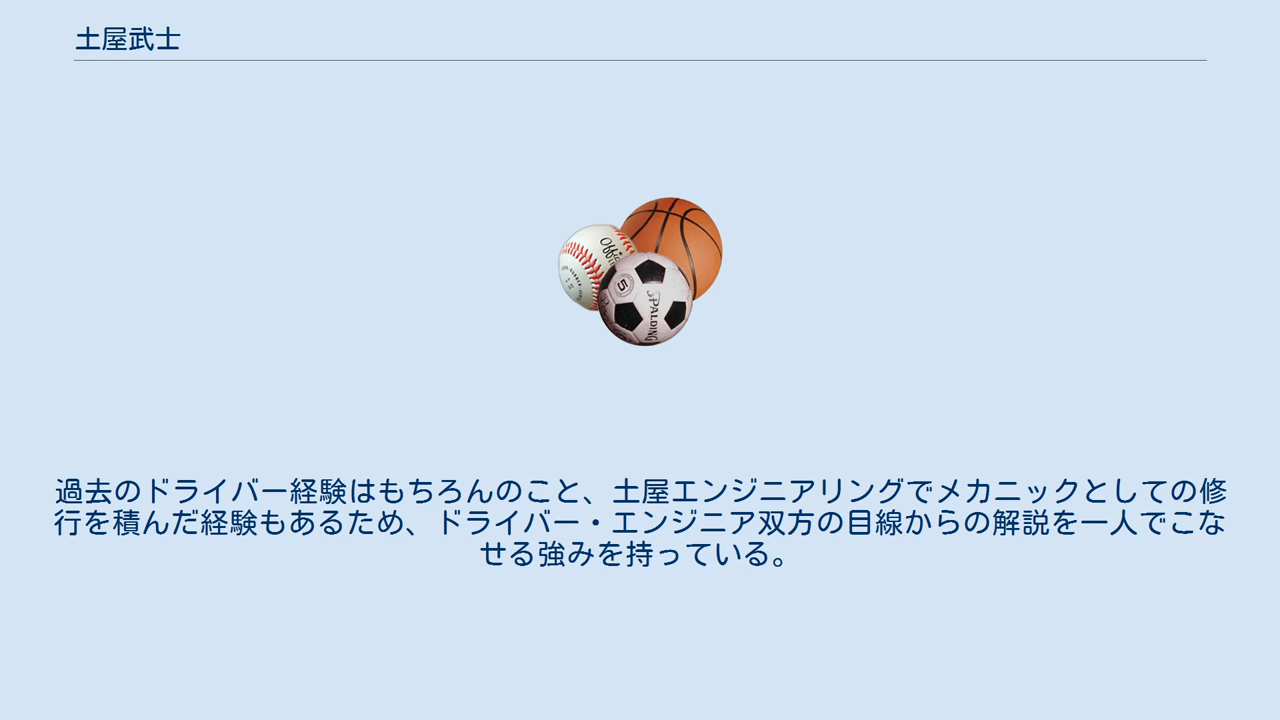 土屋武士
Offic
5
SPALDING
過去のドライバー経験はもちろんのこと、土屋エンジニアリングでメカニックとしての修
行を積んだ経験もあるため、ドライバー・エンジニア双方の目線からの解説を一人でこな
せる強みを持っている。